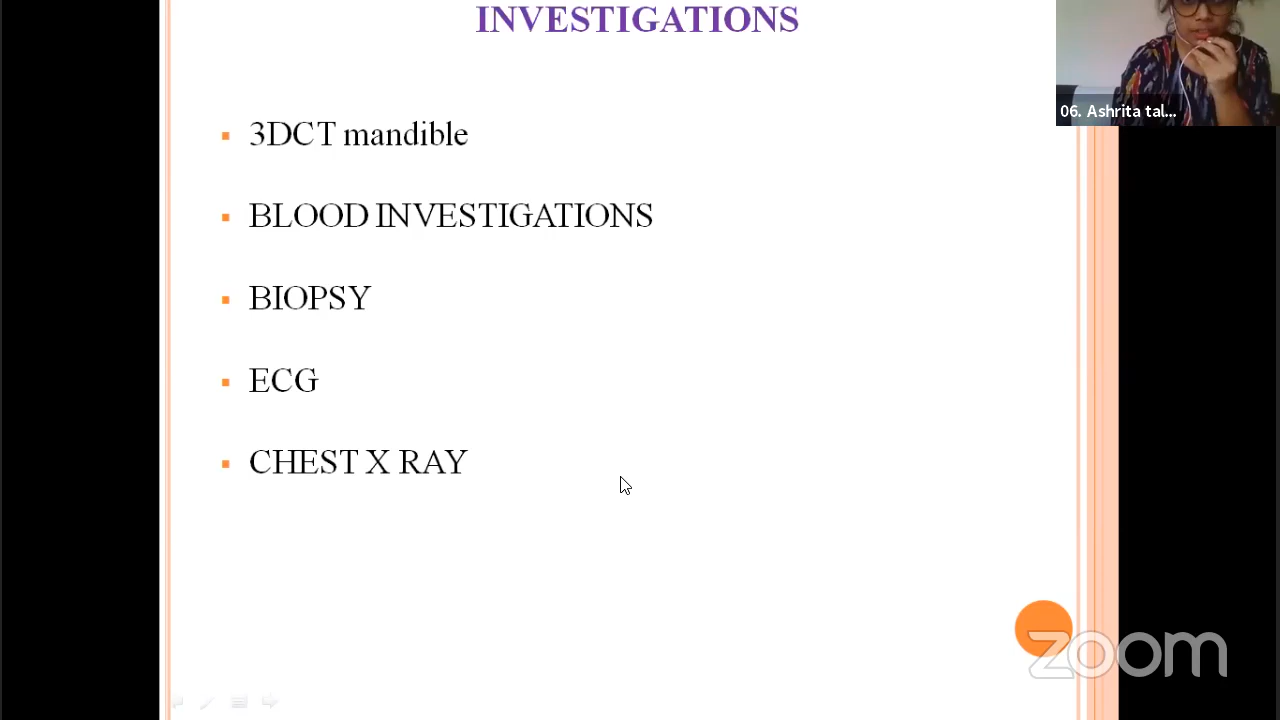 INVESTIGATIONS
06. Ashrita tal...
3DCT mandible
BLOOD INVESTIGATIONS
BIOPSY
ECG
CHEST X RAY
zoom